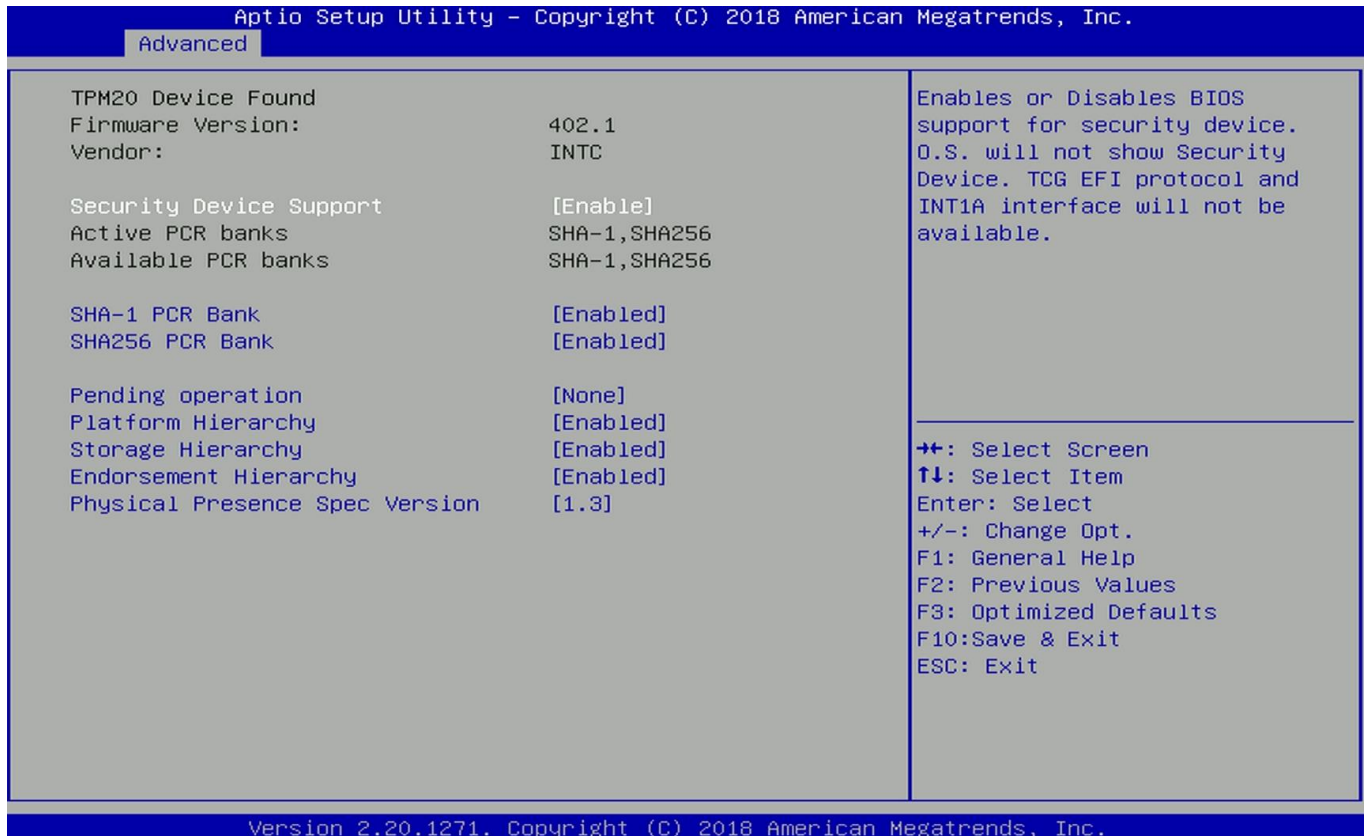 Aptio Setup Utility – Copyright (C) 2018 American Megatrends, Inc.
Advanced
TPM20 Device Found
Firmware Version: 402.1
Vendor: INTC
Security Device Support [Enable]
Active PCR banks SHA-1,SHA256
Available PCR banks SHA-1,SHA256
SHA-1 PCR Bank [Enabled]
SHA256 PCR Bank [Enabled]
Pending operation [None]
Platform Hierarchy [Enabled]
Storage Hierarchy [Enabled]
Endorsement Hierarchy [Enabled]
Physical Presence Spec Version [1.3]
Enables or Disables BIOS
support for security device.
O.S. will not show Security
Device. TCG EFI protocol and
INT1A interface will not be
available.
→←: Select Screen
↑↓: Select Item
Enter: Select
+/-: Change Opt.
F1: General Help
F2: Previous Values
F3: Optimized Defaults
F10:Save & Exit
ESC: Exit
Version 2.20.1271. Copyright (C) 2018 American Megatrends, Inc.